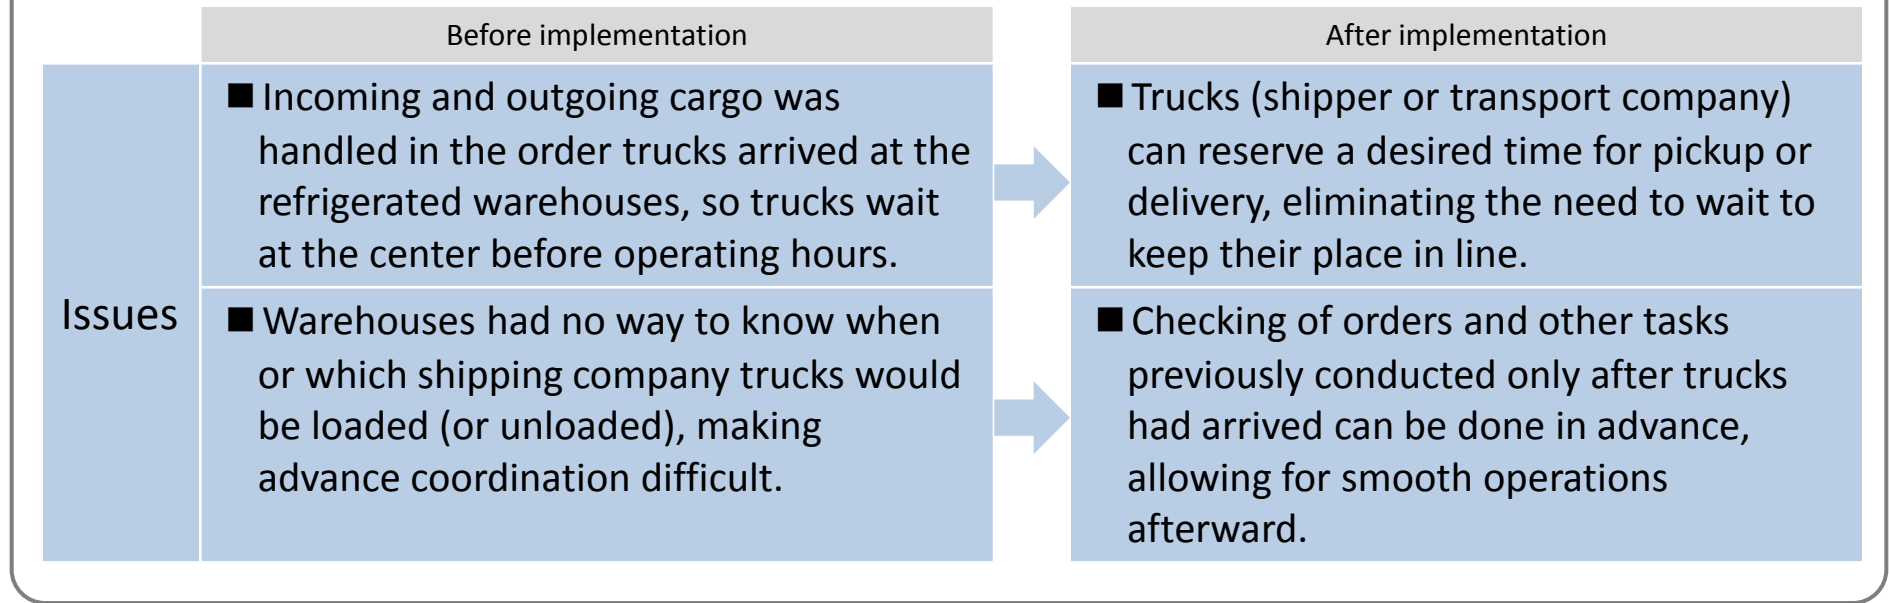 Before implementation
After implementation
Issues
■ Incoming and outgoing cargo was
handled in the order trucks arrived at the
refrigerated warehouses, so trucks wait
at the center before operating hours.
■ Trucks (shipper or transport company)
can reserve a desired time for pickup or
delivery, eliminating the need to wait to
keep their place in line.
■ Warehouses had no way to know when
or which shipping company trucks would
be loaded (or unloaded), making
advance coordination difficult.
■ Checking of orders and other tasks
previously conducted only after trucks
had arrived can be done in advance,
allowing for smooth operations
afterward.